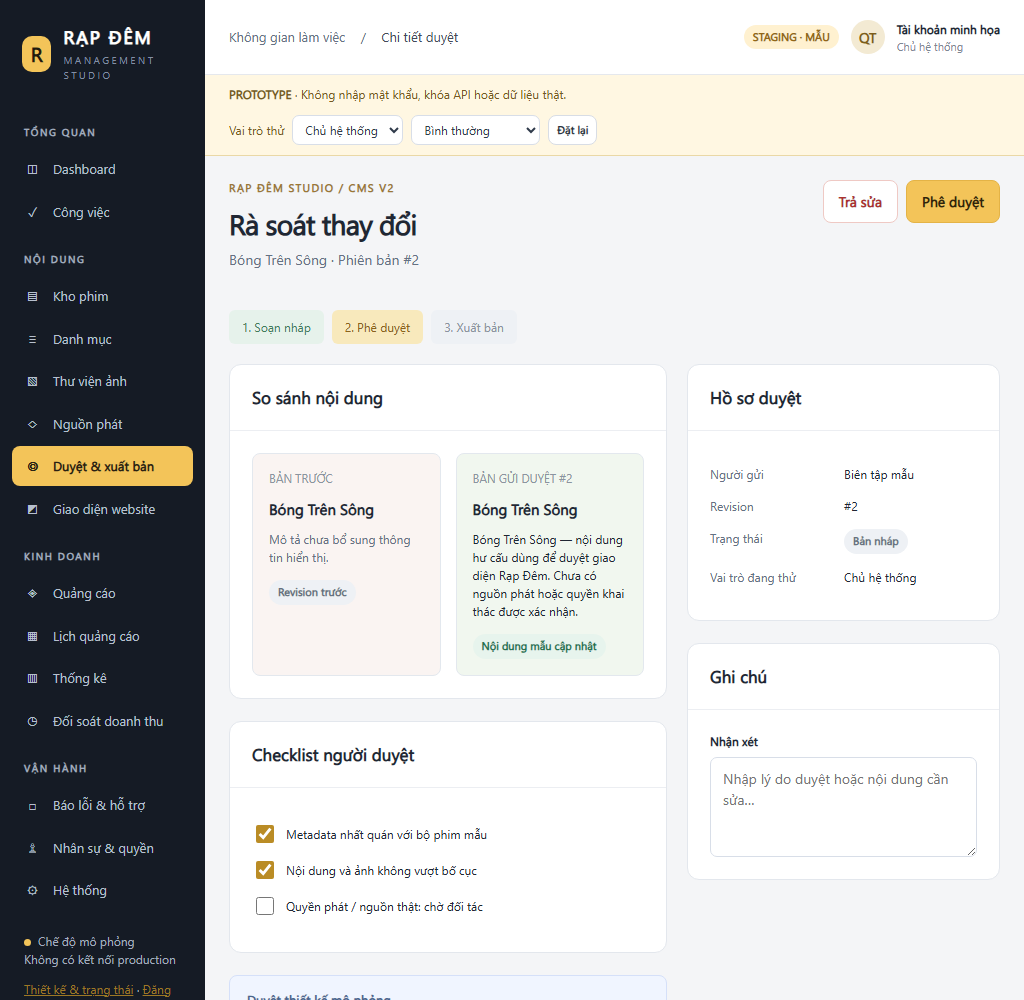 R
RẠP ĐÊM
MANAGEMENT
STUDIO
TỔNG QUAN
Dashboard
Công việc
NỘI DUNG
Kho phim
Danh mục
Thư viện ảnh
Nguồn phát
Duyệt & xuất bản
Giao diện website
KINH DOANH
Quảng cáo
Lịch quảng cáo
Thống kê
Đối soát doanh thu
VẬN HÀNH
Báo lỗi & hỗ trợ
Nhân sự & quyền
Hệ thống
Chế độ mô phỏng
Không có kết nối production
Thiết kế & trạng thái · Đăng
Không gian làm việc / Chi tiết duyệt
STAGING · MẪU
QT
Tài khoản minh họa
Chủ hệ thống
PROTOTYPE · Không nhập mật khẩu, khóa API hoặc dữ liệu thật.
Vai trò thử Chủ hệ thống Bình thường Đặt lại
RẠP ĐÊM STUDIO / CMS V2
Rà soát thay đổi
Bóng Trên Sông · Phiên bản #2
Trả sửa
Phê duyệt
1. Soạn nháp
2. Phê duyệt
3. Xuất bản
So sánh nội dung
BẢN TRƯỚC
Bóng Trên Sông
Mô tả chưa bổ sung thông
tin hiển thị.
Revision trước
BẢN GỬI DUYỆT #2
Bóng Trên Sông
Bóng Trên Sông — nội dung
hư cấu dùng để duyệt giao
diện Rạp Đêm. Chưa có
nguồn phát hoặc quyền khai
thác được xác nhận.
Nội dung mẫu cập nhật
Checklist người duyệt
Metadata nhất quán với bộ phim mẫu
Nội dung và ảnh không vượt bố cục
Quyền phát / nguồn thật: chờ đối tác
Duyệt thiết kế mô phỏng
Hồ sơ duyệt
Người gửi Biên tập mẫu
Revision #2
Trạng thái Bản nháp
Vai trò đang thử Chủ hệ thống
Ghi chú
Nhận xét
Nhập lý do duyệt hoặc nội dung cần
sửa...